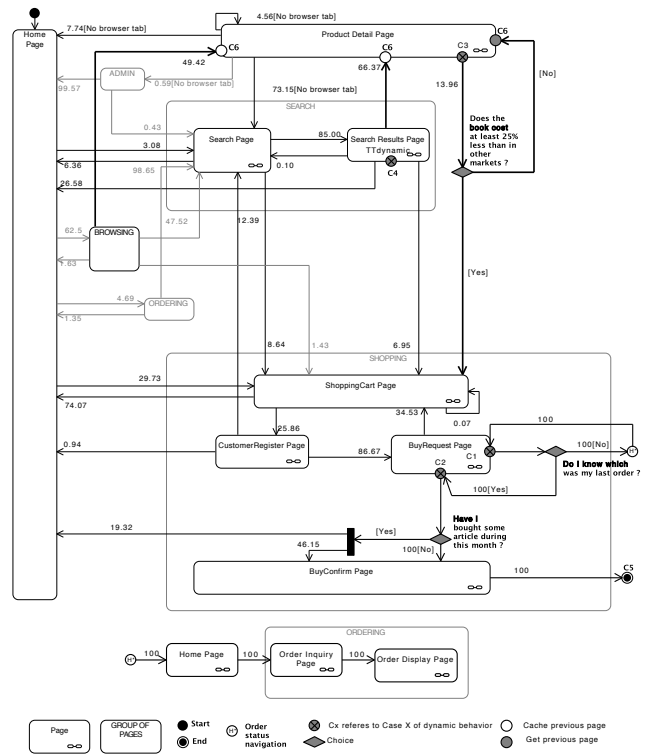 4.56[No browser tab]
7.74[No browser tab]
Home
Page
Product Detail Page
C6
C6
C3
C6
49.42
66.37
ADMIN
99.57
0.59[No browser tab]
73.15[No browser tab]
13.96
[No]
SEARCH
Does the
book cost
at least 25%
less than in
other
markets ?
0.43
3.08
Search Page
85.00
Search Results Page
TTdynamic
C4
0.10
6.36
98.65
26.58
47.52
12.39
62.5
BROWSING
1.63
[Yes]
4.69
ORDERING
1.35
8.64
1.43
6.95
SHOPPING
29.73
ShoppingCart Page
74.07
34.53
0.07
25.86
100
0.94
CustomerRegister Page
86.67
BuyRequest Page
C1
C2
100[No]
H*
Do I know which
was my last order ?
100[Yes]
Have I
bought some
article during
this month ?
19.32
[Yes]
46.15
100[No]
BuyConfirm Page
100
C5
ORDERING
H*
100
Home Page
100
Order Inquiry
Page
100
Order Display Page
Page
GROUP OF
PAGES
Start
End
H*
Order
status
navigation
Cx referes to Case X of dynamic behavior
Choice
Cache previous page
Get previous page